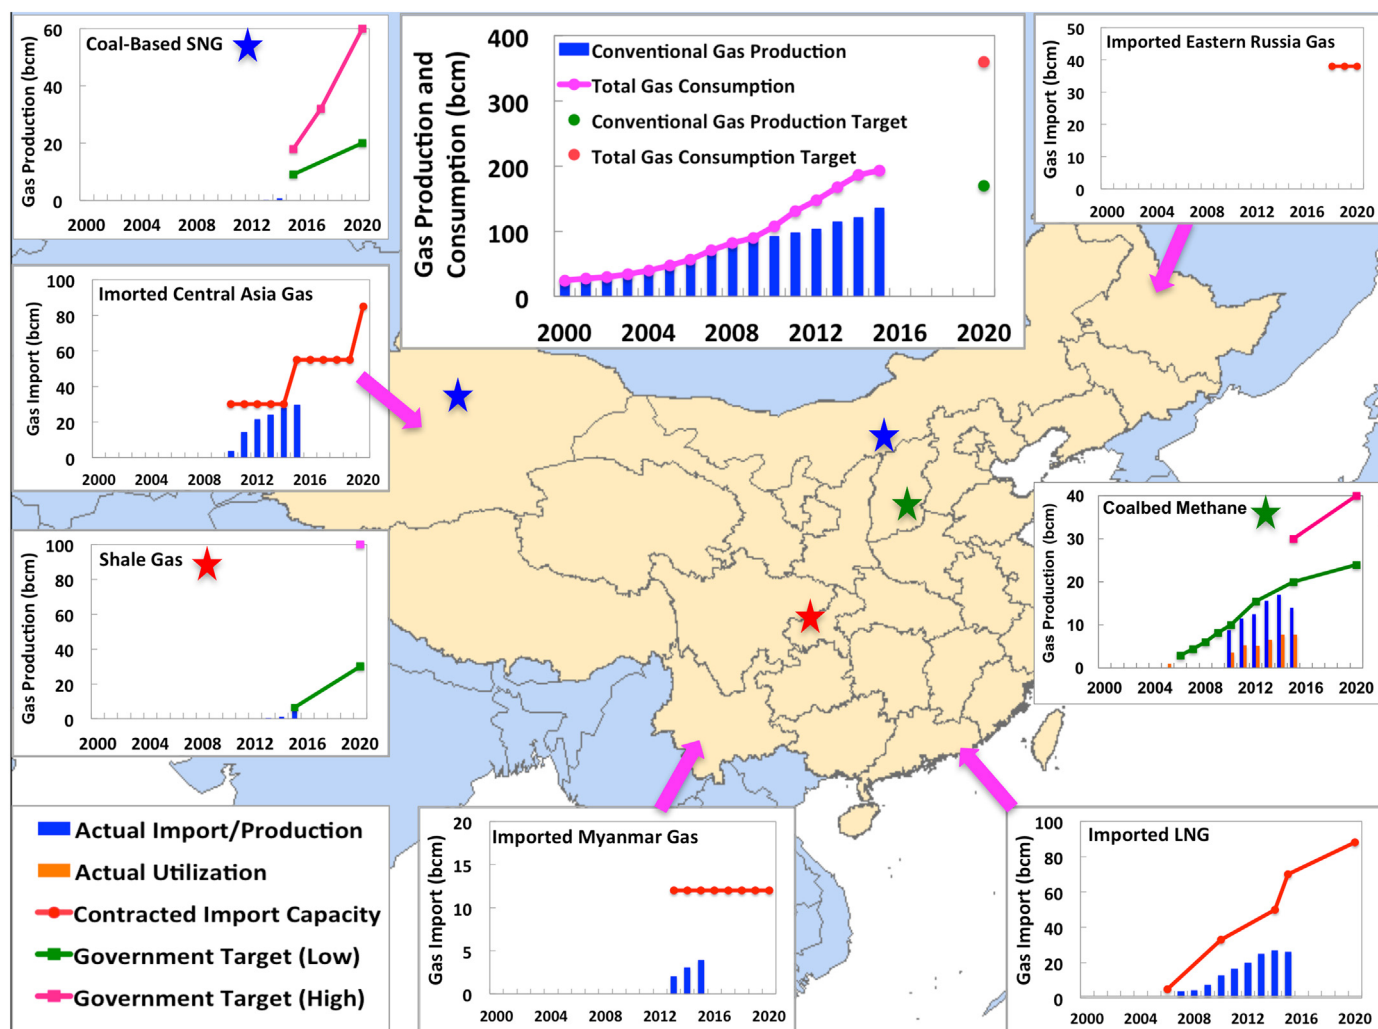 Coal-Based SNG
Gas Production (bcm)
60
40
20
0
2000 2004 2008 2012 2016 2020
Gas Production and
Consumption (bcm)
400
300
200
100
0
Conventional Gas Production
Total Gas Consumption
Conventional Gas Production Target
Total Gas Consumption Target
2000 2004 2008 2012 2016 2020
Imported Eastern Russia Gas
Gas Import (bcm)
50
40
30
20
10
0
2000 2004 2008 2012 2016 2020
Imorted Central Asia Gas
Gas Import (bcm)
100
80
60
40
20
0
2000 2004 2008 2012 2016 2020
Coalbed Methane
Gas Production (bcm)
40
30
20
10
0
2000 2004 2008 2012 2016 2020
Shale Gas
Gas Production (bcm)
100
80
60
40
20
0
2000 2004 2008 2012 2016 2020
Actual Import/Production
Actual Utilization
Contracted Import Capacity
Government Target (Low)
Government Target (High)
Imported Myanmar Gas
Gas Import (bcm)
20
15
10
5
0
2000 2004 2008 2012 2016 2020
Imported LNG
Gas Import (bcm)
100
80
60
40
20
0
2000 2004 2008 2012 2016 2020